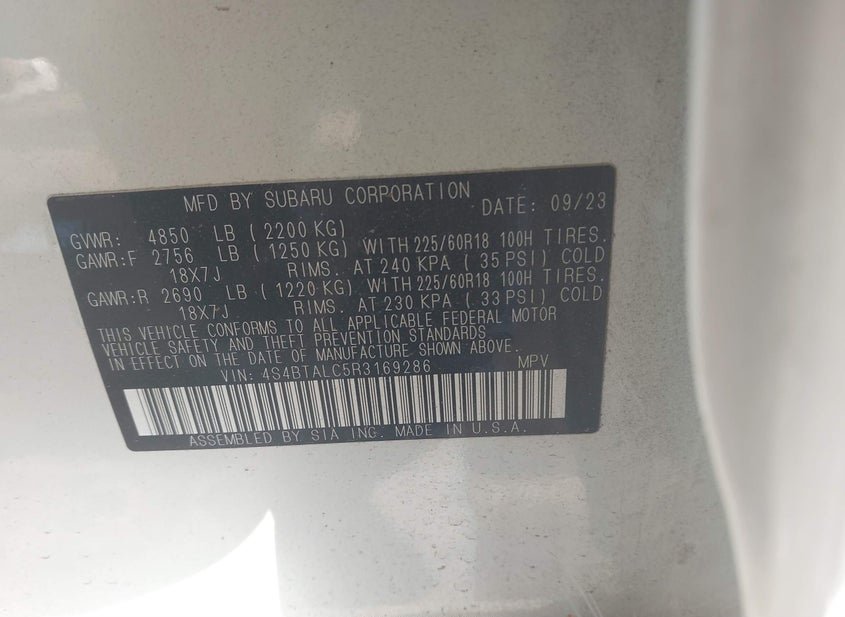 MFD BY SUBARU CORPORATION DATE: 09/23
GVWR: 4850 LB ( 2200 KG)
GAWR:F 2756 LB ( 1250 KG) WITH 225/60R18 100H TIRES.
18X7J RIMS. AT 240 KPA ( 35 PSI) COLD
GAWR:R 2690 LB ( 1220 KG) WITH 225/60R18 100H TIRES.
18X7J RIMS. AT 230 KPA ( 33 PSI) COLD
THIS VEHICLE CONFORMS TO ALL APPLICABLE FEDERAL MOTOR
VEHICLE SAFETY AND THEFT PREVENTION STANDARDS
IN EFFECT ON THE DATE OF MANUFACTURE SHOWN ABOVE.
VIN: 4S4BTALC5R3169286 MPV
ASSEMBLED BY SIA INC. MADE IN U.S.A.